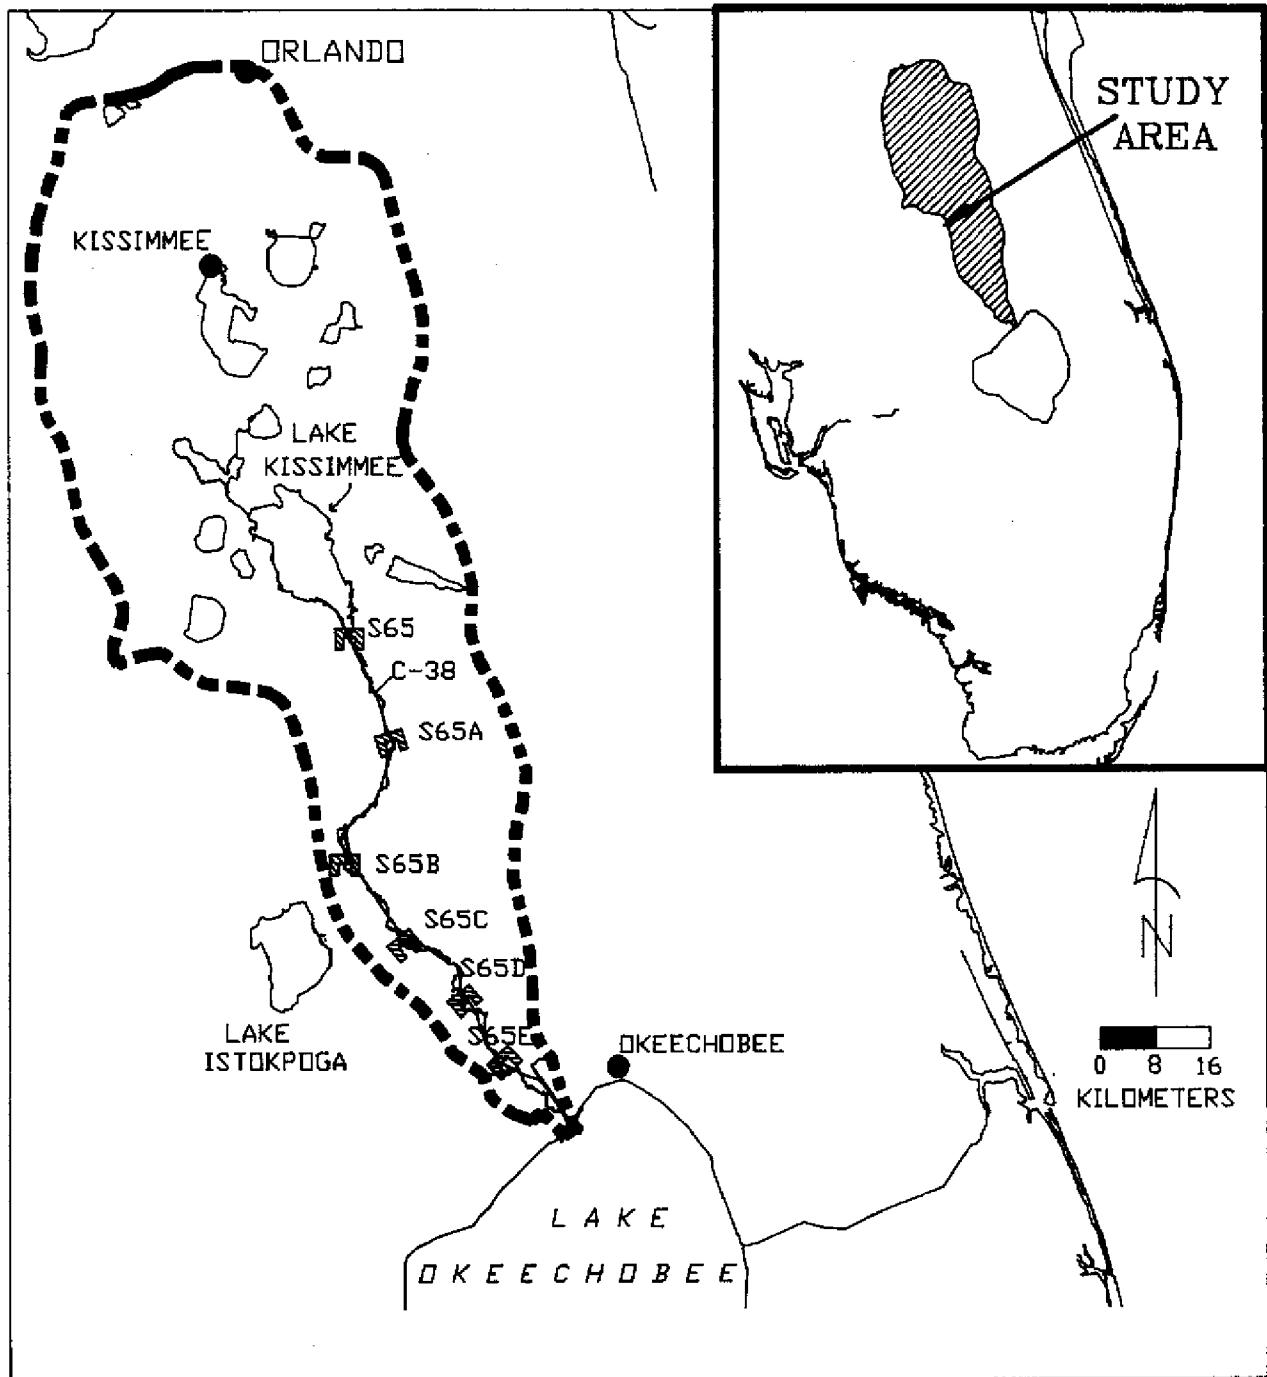 ORLANDO
STUDY
AREA
KISSIMMEE
LAKE
KISSIMMEE
S65
C-38
S65A
S65B
S65C
S65D
S65E
LAKE
ISTOKPOGA
OKEECHOBEE
N
0 8 16
KILOMETERS
LAKE
OKEECHOBEE